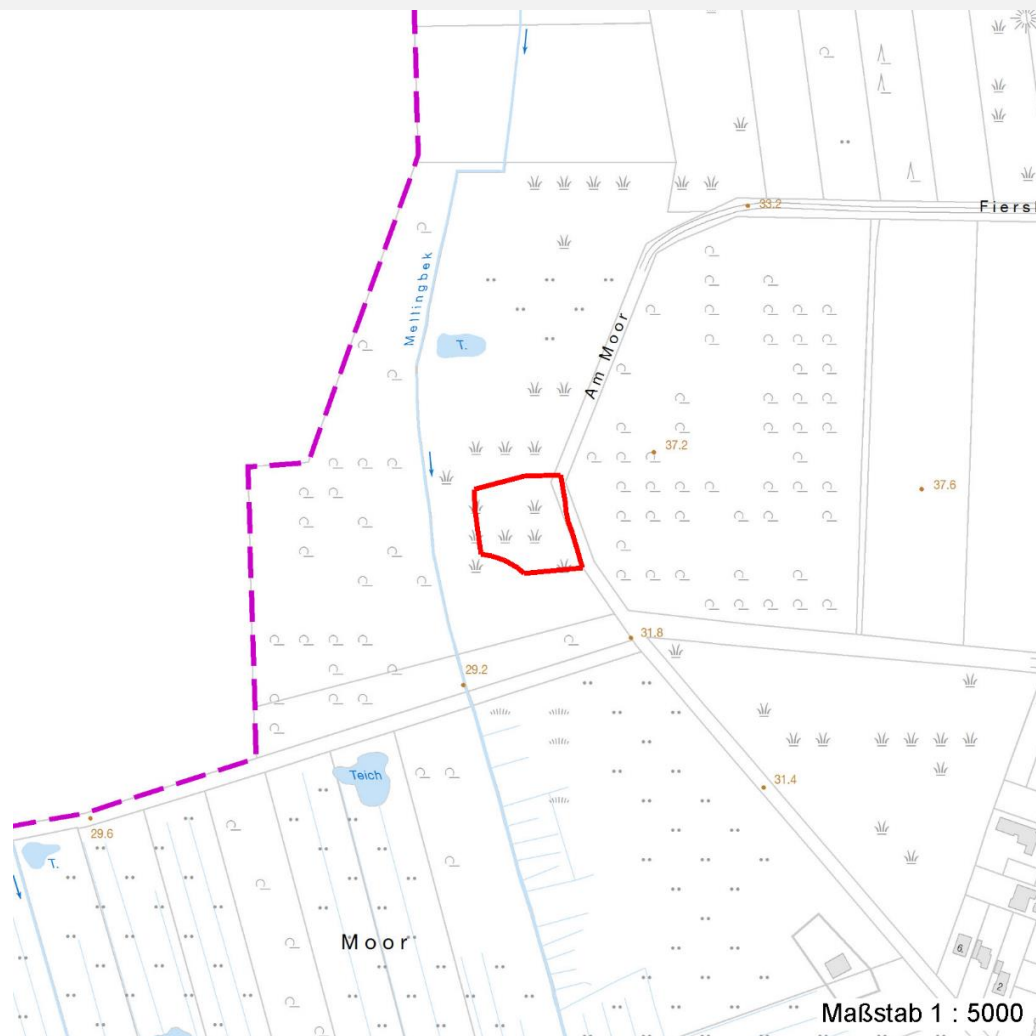 33.2
Fiers
Mellingbek
T.
Am Moor
37.2
37.6
31.8
29.2
Teich
31.4
29.6
T.
Moor
6
2
Maßstab 1 : 5000